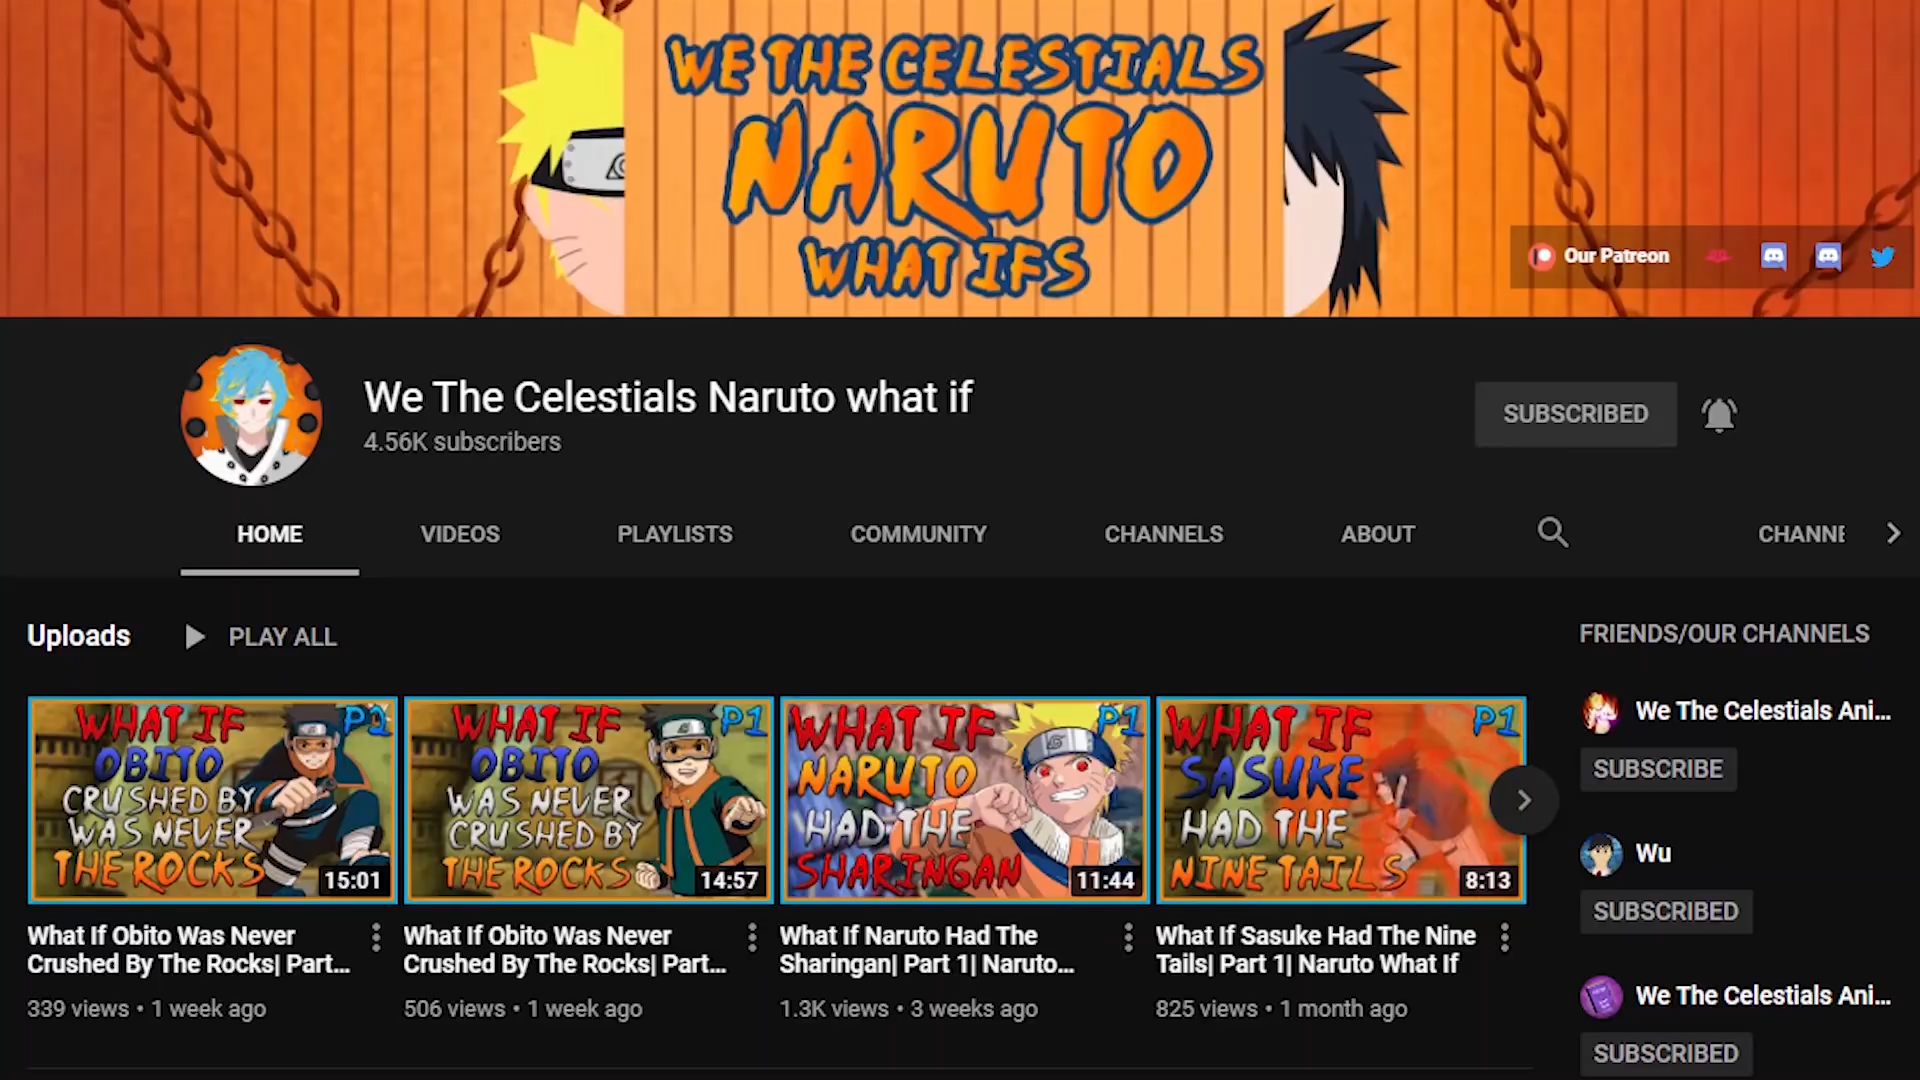 WE THE CELESTIALS
NARUTO
WHAT IFS
Our Patreon
We The Celestials Naruto what if
4.56K subscribers
SUBSCRIBED
HOME
VIDEOS
PLAYLISTS
COMMUNITY
CHANNELS
ABOUT
CHANNE
Uploads
PLAY ALL
FRIENDS/OUR CHANNELS
WHAT IF
OBITO
CRUSHED BY
WAS NEVER
THE ROCKS
15:01
WHAT IF
P1
OBITO
WAS NEVER
CRUSHED BY
THE ROCKS
14:57
WHAT IF
P1
NARUTO
HAD THE
SHARINGAN
11:44
WHAT IF
P1
SASUKE
HAD THE
NINE TAILS
8:13
What If Obito Was Never
Crushed By The Rocks| Part...
339 views • 1 week ago
What If Obito Was Never
Crushed By The Rocks| Part...
506 views • 1 week ago
What If Naruto Had The
Sharingan| Part 1| Naruto...
1.3K views • 3 weeks ago
What If Sasuke Had The Nine
Tails| Part 1| Naruto What If
825 views • 1 month ago
We The Celestials Ani...
SUBSCRIBE
Wu
SUBSCRIBED
We The Celestials Ani...
SUBSCRIBED